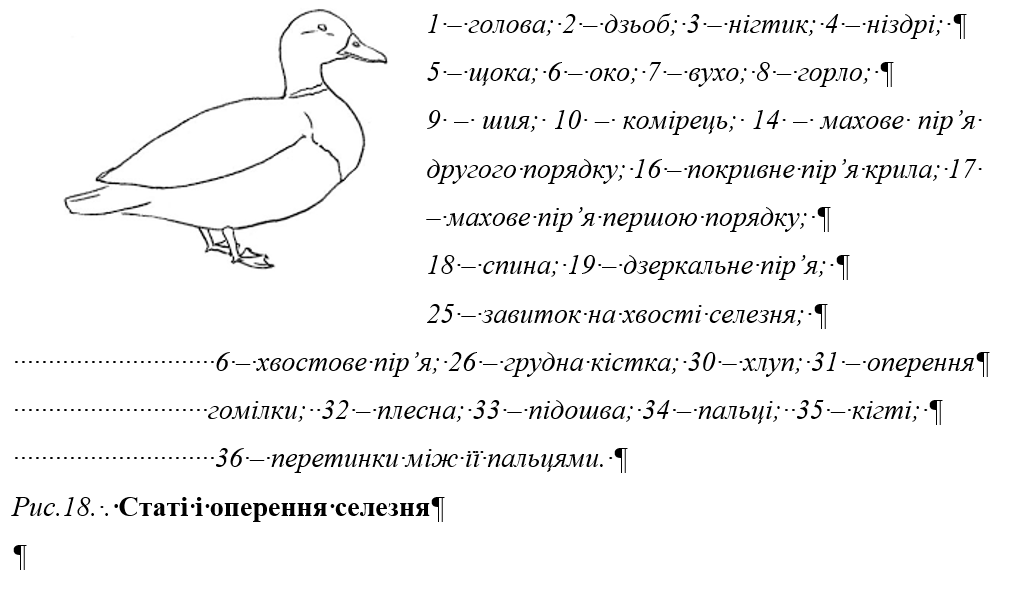 1 – голова; 2 – дзьоб; 3 – нігтик; 4 – ніздрі; ¶
5 – щока; 6 – око; 7 – вухо; 8 – горло; ¶
9 – шия; 10 – комірець; 14 – махове пір’я
другого порядку; 16 – покривне пір’я крила; 17
– махове пір’я першою порядку; ¶
18 – спина; 19 – дзеркальне пір’я; ¶
25 – завиток на хвості селезня; ¶
6 – хвостове пір’я; 26 – грудна кістка; 30 – хлуп; 31 – оперення¶
гомілки; 32 – плесна; 33 – підошва; 34 – пальці; 35 – кігті; ¶
36 – перетинки між її пальцями. ¶
Рис.18. . Статі і оперення селезня¶
¶